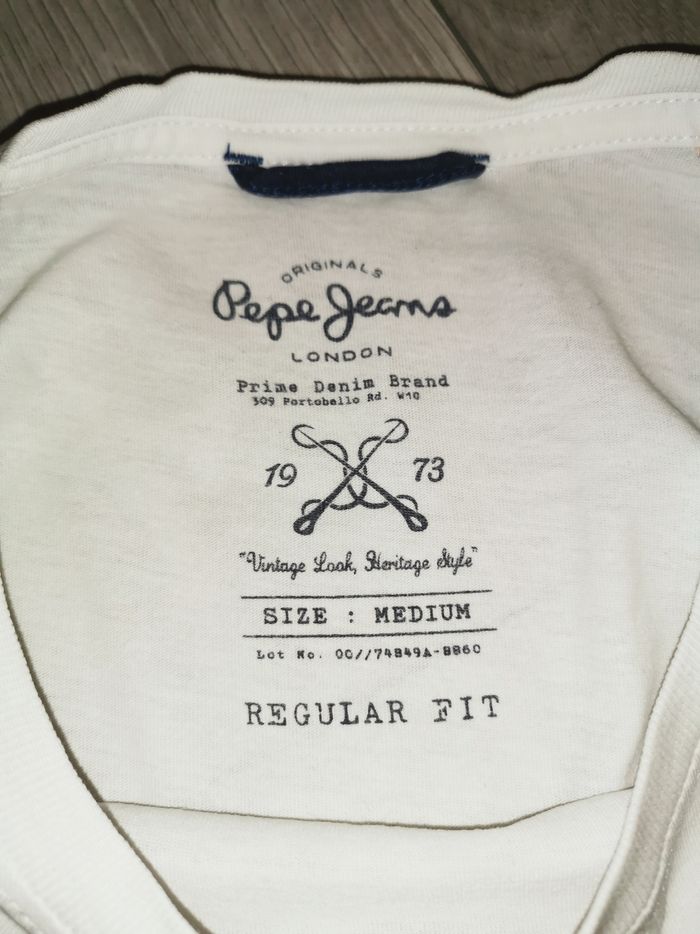 ORIGINALS
Pepe Jeans
LONDON
Prime Denim Brand
309 Portobello Rd. W10
19 73
"Vintage Look, Heritage Style"
SIZE : MEDIUM
Lot No. 00//74849A-8860
REGULAR FIT